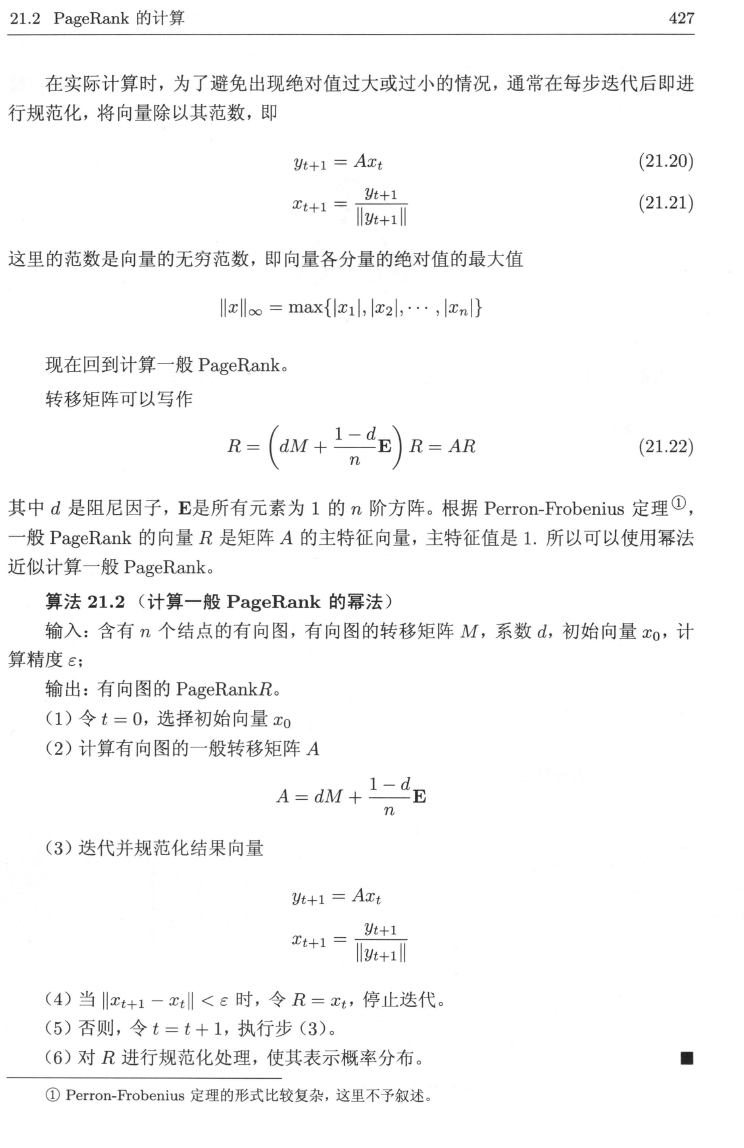 21.2 PageRank 的计算 427
在实际计算时，为了避免出现绝对值过大或过小的情况，通常在每步迭代后即进
行规范化，将向量除以其范数，即
y_{t+1} = Ax_t (21.20)
x_{t+1} = \frac{y_{t+1}}{\|y_{t+1}\|} (21.21)
这里的范数是向量的无穷范数，即向量各分量的绝对值的最大值
\|x\|_∞ = max{|x_1|, |x_2|, ⋯ , |x_n|}
现在回到计算一般 PageRank。
转移矩阵可以写作
R = \left(dM + \frac{1-d}{n}\mathbf{E}\right) R = AR (21.22)
其中 d 是阻尼因子，E是所有元素为 1 的 n 阶方阵。根据 Perron-Frobenius 定理①，
一般 PageRank 的向量 R 是矩阵 A 的主特征向量，主特征值是 1. 所以可以使用幂法
近似计算一般 PageRank。
算法 21.2（计算一般 PageRank 的幂法）
输入：含有 n 个结点的有向图，有向图的转移矩阵 M，系数 d，初始向量 x_0，计
算精度 ε；
输出：有向图的 PageRankR。
（1）令 t = 0，选择初始向量 x_0
（2）计算有向图的一般转移矩阵 A
A = dM + \frac{1-d}{n}\mathbf{E}
（3）迭代并规范化结果向量
y_{t+1} = Ax_t
x_{t+1} = \frac{y_{t+1}}{\|y_{t+1}\|}
（4）当 \|x_{t+1} − x_t\| < ε 时，令 R = x_t，停止迭代。
（5）否则，令 t = t + 1，执行步（3）。
（6）对 R 进行规范化处理，使其表示概率分布。 ■
① Perron-Frobenius 定理的形式比较复杂，这里不予叙述。